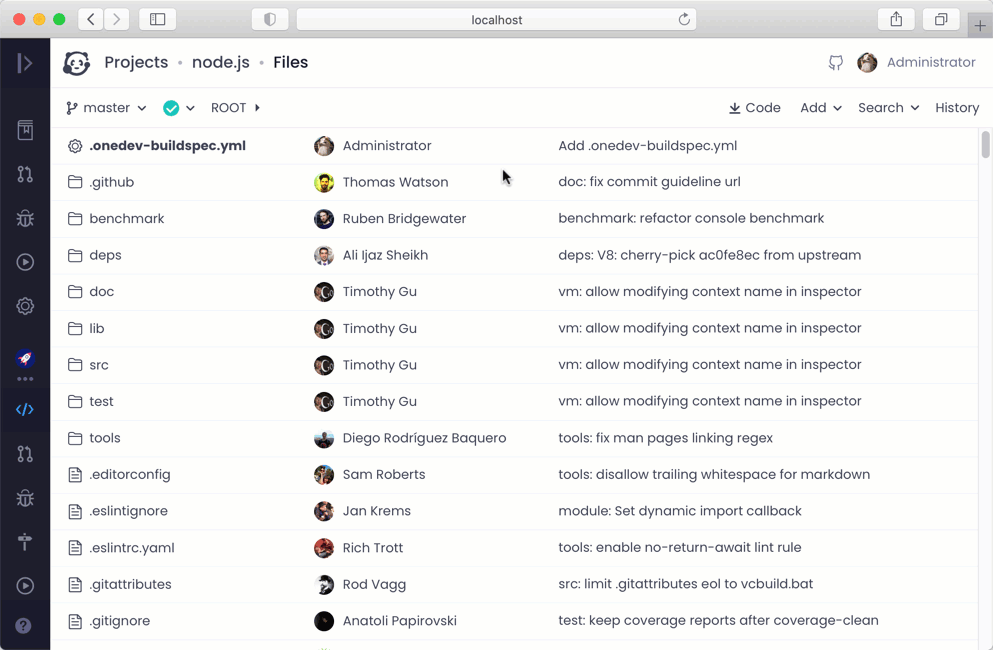 localhost
Projects • node.js • Files
Administrator
master ROOT Code Add Search History
.onedev-buildspec.yml Administrator Add .onedev-buildspec.yml
.github Thomas Watson doc: fix commit guideline url
benchmark Ruben Bridgewater benchmark: refactor console benchmark
deps Ali Ijaz Sheikh deps: V8: cherry-pick ac0fe8ec from upstream
doc Timothy Gu vm: allow modifying context name in inspector
lib Timothy Gu vm: allow modifying context name in inspector
src Timothy Gu vm: allow modifying context name in inspector
test Timothy Gu vm: allow modifying context name in inspector
tools Diego Rodríguez Baquero tools: fix man pages linking regex
.editorconfig Sam Roberts tools: disallow trailing whitespace for markdown
.eslintignore Jan Krems module: Set dynamic import callback
.eslintrc.yaml Rich Trott tools: enable no-return-await lint rule
.gitattributes Rod Vagg src: limit .gitattributes eol to vcbuild.bat
.gitignore Anatoli Papirovski test: keep coverage reports after coverage-clean